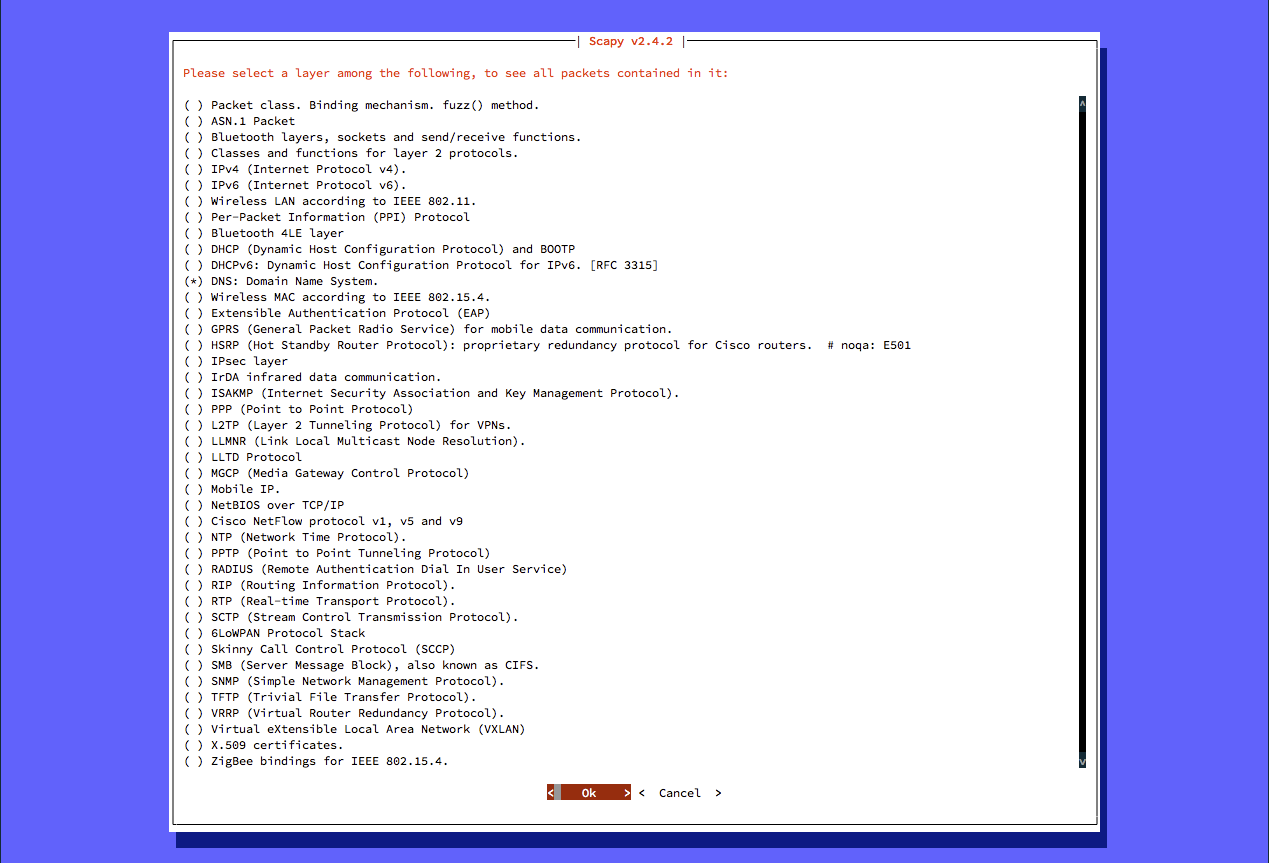 | Scapy v2.4.2 |
Please select a layer among the following, to see all packets contained in it:
( ) Packet class. Binding mechanism. fuzz() method.
( ) ASN.1 Packet
( ) Bluetooth layers, sockets and send/receive functions.
( ) Classes and functions for layer 2 protocols.
( ) IPv4 (Internet Protocol v4).
( ) IPv6 (Internet Protocol v6).
( ) Wireless LAN according to IEEE 802.11.
( ) Per-Packet Information (PPI) Protocol
( ) Bluetooth 4LE layer
( ) DHCP (Dynamic Host Configuration Protocol) and BOOTP
( ) DHCPv6: Dynamic Host Configuration Protocol for IPv6. [RFC 3315]
(*) DNS: Domain Name System.
( ) Wireless MAC according to IEEE 802.15.4.
( ) Extensible Authentication Protocol (EAP)
( ) GPRS (General Packet Radio Service) for mobile data communication.
( ) HSRP (Hot Standby Router Protocol): proprietary redundancy protocol for Cisco routers.  # noqa: E501
( ) IPsec layer
( ) IrDA infrared data communication.
( ) ISAKMP (Internet Security Association and Key Management Protocol).
( ) PPP (Point to Point Protocol)
( ) L2TP (Layer 2 Tunneling Protocol) for VPNs.
( ) LLMNR (Link Local Multicast Node Resolution).
( ) LLTD Protocol
( ) MGCP (Media Gateway Control Protocol)
( ) Mobile IP.
( ) NetBIOS over TCP/IP
( ) Cisco NetFlow protocol v1, v5 and v9
( ) NTP (Network Time Protocol).
( ) PPTP (Point to Point Tunneling Protocol)
( ) RADIUS (Remote Authentication Dial In User Service)
( ) RIP (Routing Information Protocol).
( ) RTP (Real-time Transport Protocol).
( ) SCTP (Stream Control Transmission Protocol).
( ) 6LoWPAN Protocol Stack
( ) Skinny Call Control Protocol (SCCP)
( ) SMB (Server Message Block), also known as CIFS.
( ) SNMP (Simple Network Management Protocol).
( ) TFTP (Trivial File Transfer Protocol).
( ) VRRP (Virtual Router Redundancy Protocol).
( ) Virtual eXtensible Local Area Network (VXLAN)
( ) X.509 certificates.
( ) ZigBee bindings for IEEE 802.15.4.
< Ok > < Cancel >